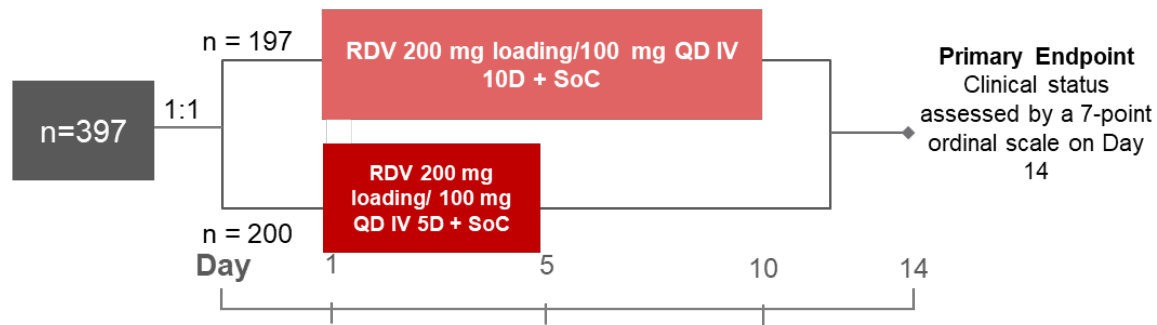 n = 197
RDV 200 mg loading/100 mg QD IV
10D + SoC
Primary Endpoint
Clinical status
assessed by a 7-point
ordinal scale on Day
14
n=397
1:1
RDV 200 mg
loading/ 100 mg
QD IV 5D + SoC
n = 200
Day 1 5 10 14